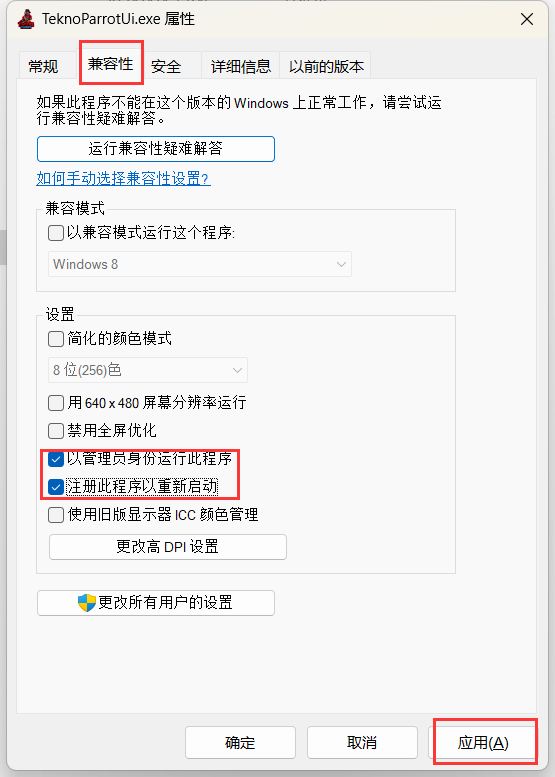 TeknoParrotUi.exe 属性
常规 兼容性 安全 详细信息 以前的版本
如果此程序不能在这个版本的 Windows 上正常工作，请尝试运
行兼容性疑难解答。
运行兼容性疑难解答
如何手动选择兼容性设置?
兼容模式
以兼容模式运行这个程序:
Windows 8
设置
简化的颜色模式
8 位(256)色
用 640 x 480 屏幕分辨率运行
禁用全屏优化
以管理员身份运行此程序
注册此程序以重新启动
使用旧版显示器 ICC 颜色管理
更改高 DPI 设置
更改所有用户的设置
确定 取消 应用(A)